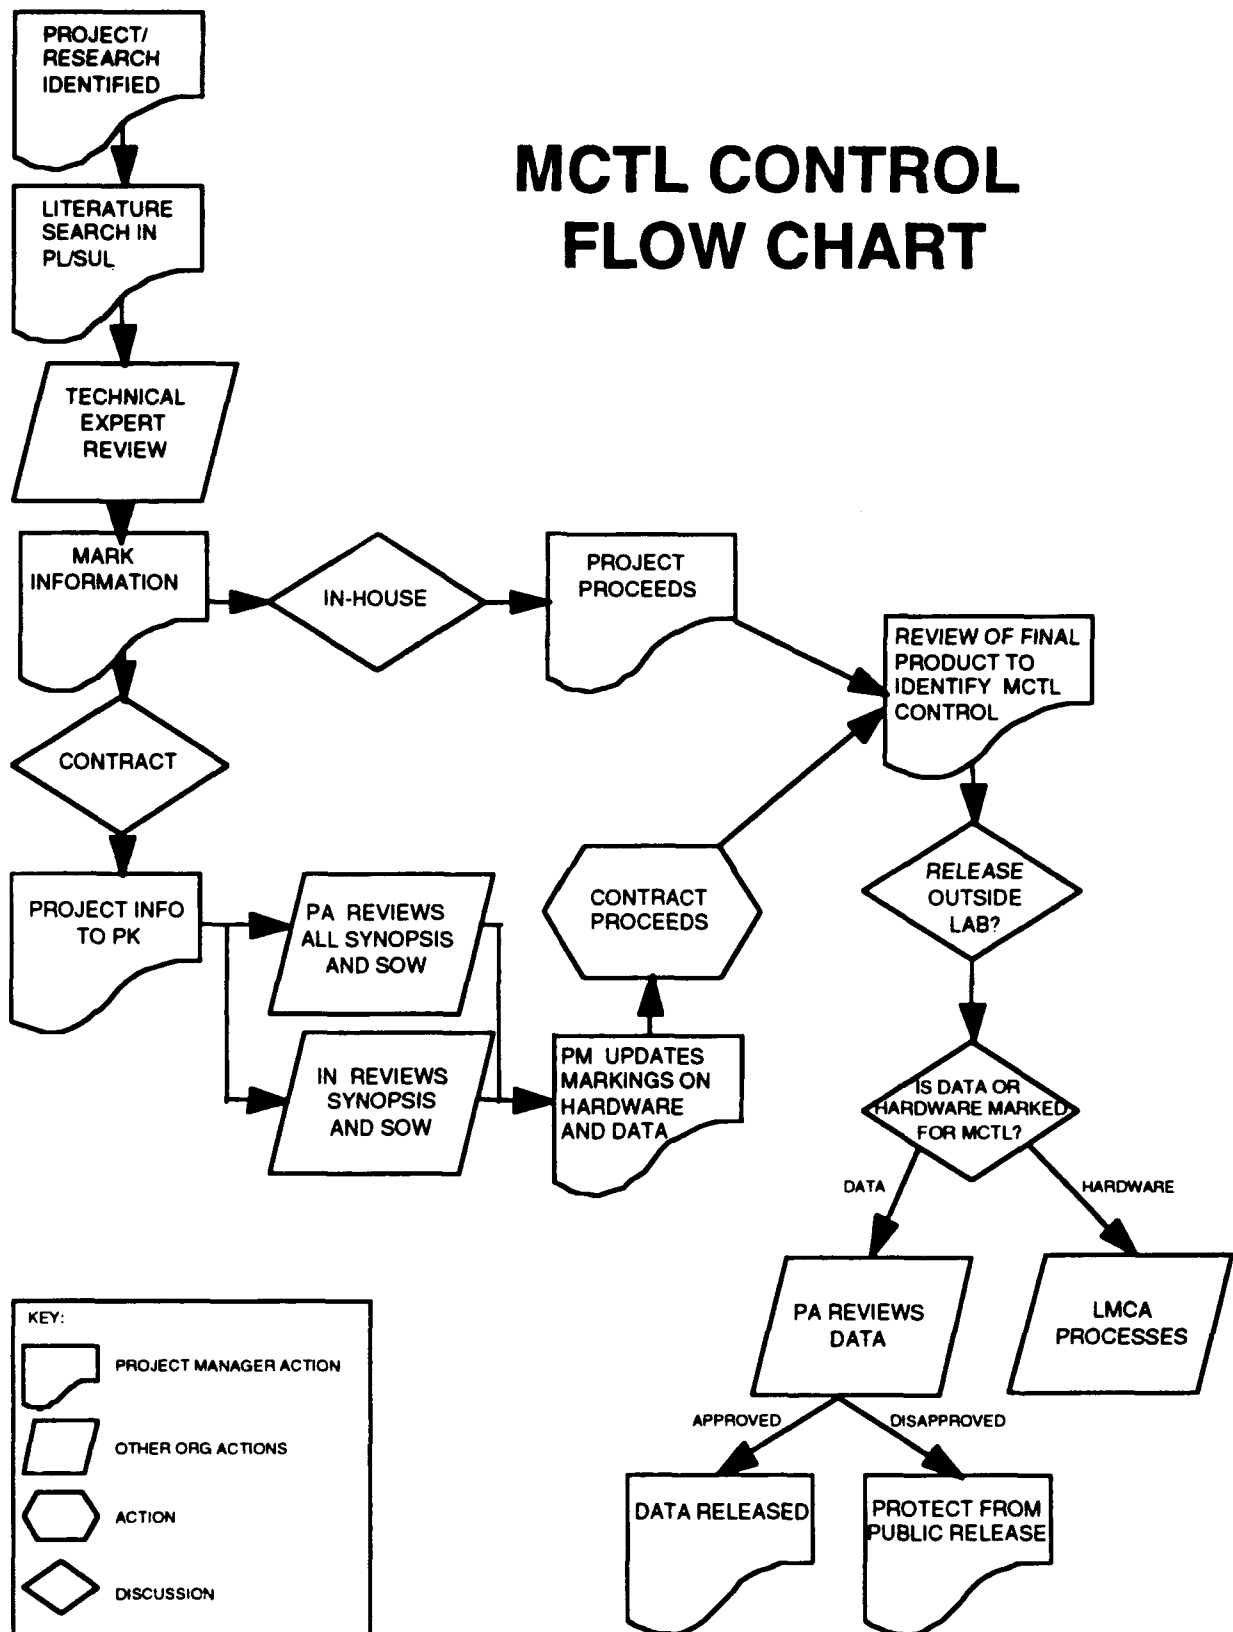 PROJECT/
RESEARCH
IDENTIFIED
MCTL CONTROL
FLOW CHART
LITERATURE
SEARCH IN
PL/SUL
TECHNICAL
EXPERT
REVIEW
MARK
INFORMATION
IN-HOUSE
PROJECT
PROCEEDS
REVIEW OF FINAL
PRODUCT TO
IDENTIFY MCTL
CONTROL
CONTRACT
PROJECT INFO
TO PK
PA REVIEWS
ALL SYNOPSIS
AND SOW
CONTRACT
PROCEEDS
RELEASE
OUTSIDE
LAB?
IN REVIEWS
SYNOPSIS
AND SOW
PM UPDATES
MARKINGS ON
HARDWARE
AND DATA
IS DATA OR
HARDWARE MARKED
FOR MCTL?
DATA
HARDWARE
PA REVIEWS
DATA
LMCA
PROCESSES
APPROVED
DISAPPROVED
DATA RELEASED
PROTECT FROM
PUBLIC RELEASE
KEY:
PROJECT MANAGER ACTION
OTHER ORG ACTIONS
ACTION
DISCUSSION